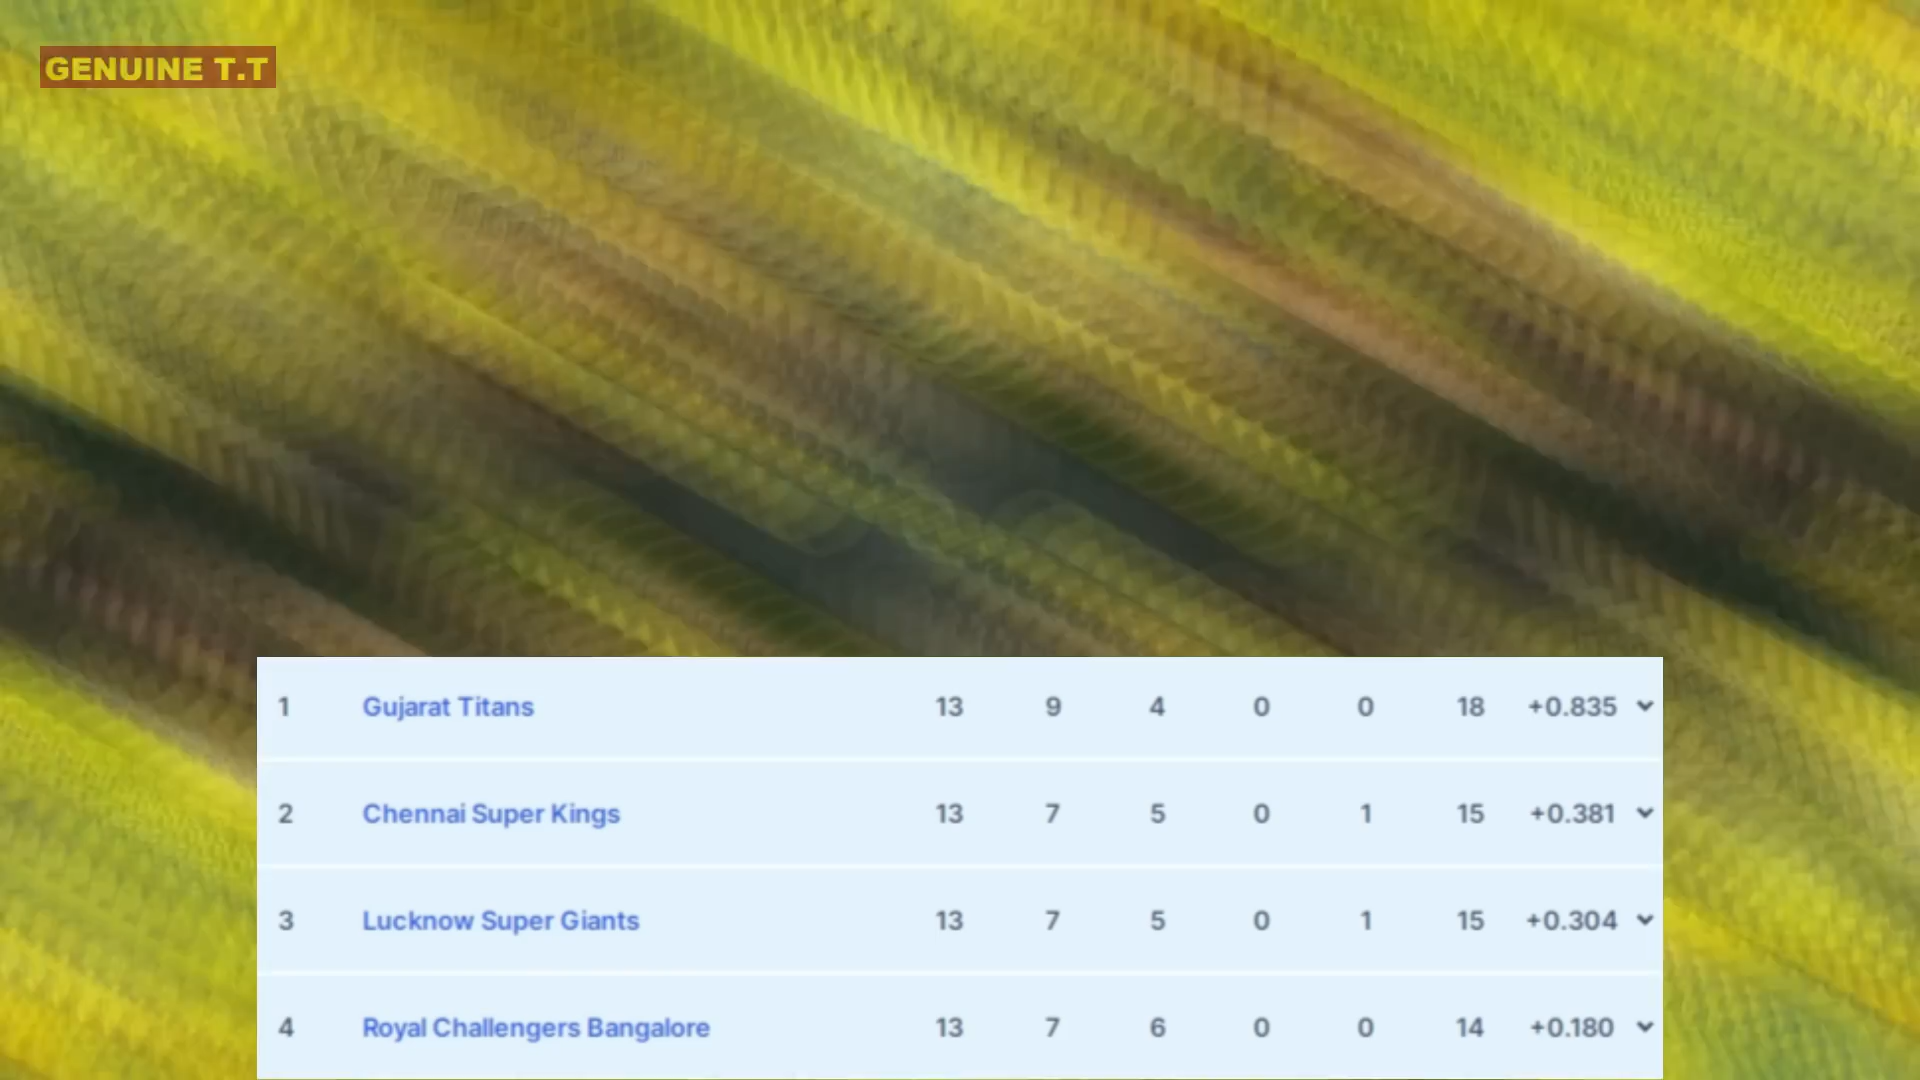 GENUINE T.T
1 Gujarat Titans 13 9 4 0 0 18 +0.835
2 Chennai Super Kings 13 7 5 0 1 15 +0.381
3 Lucknow Super Giants 13 7 5 0 1 15 +0.304
4 Royal Challengers Bangalore 13 7 6 0 0 14 +0.180